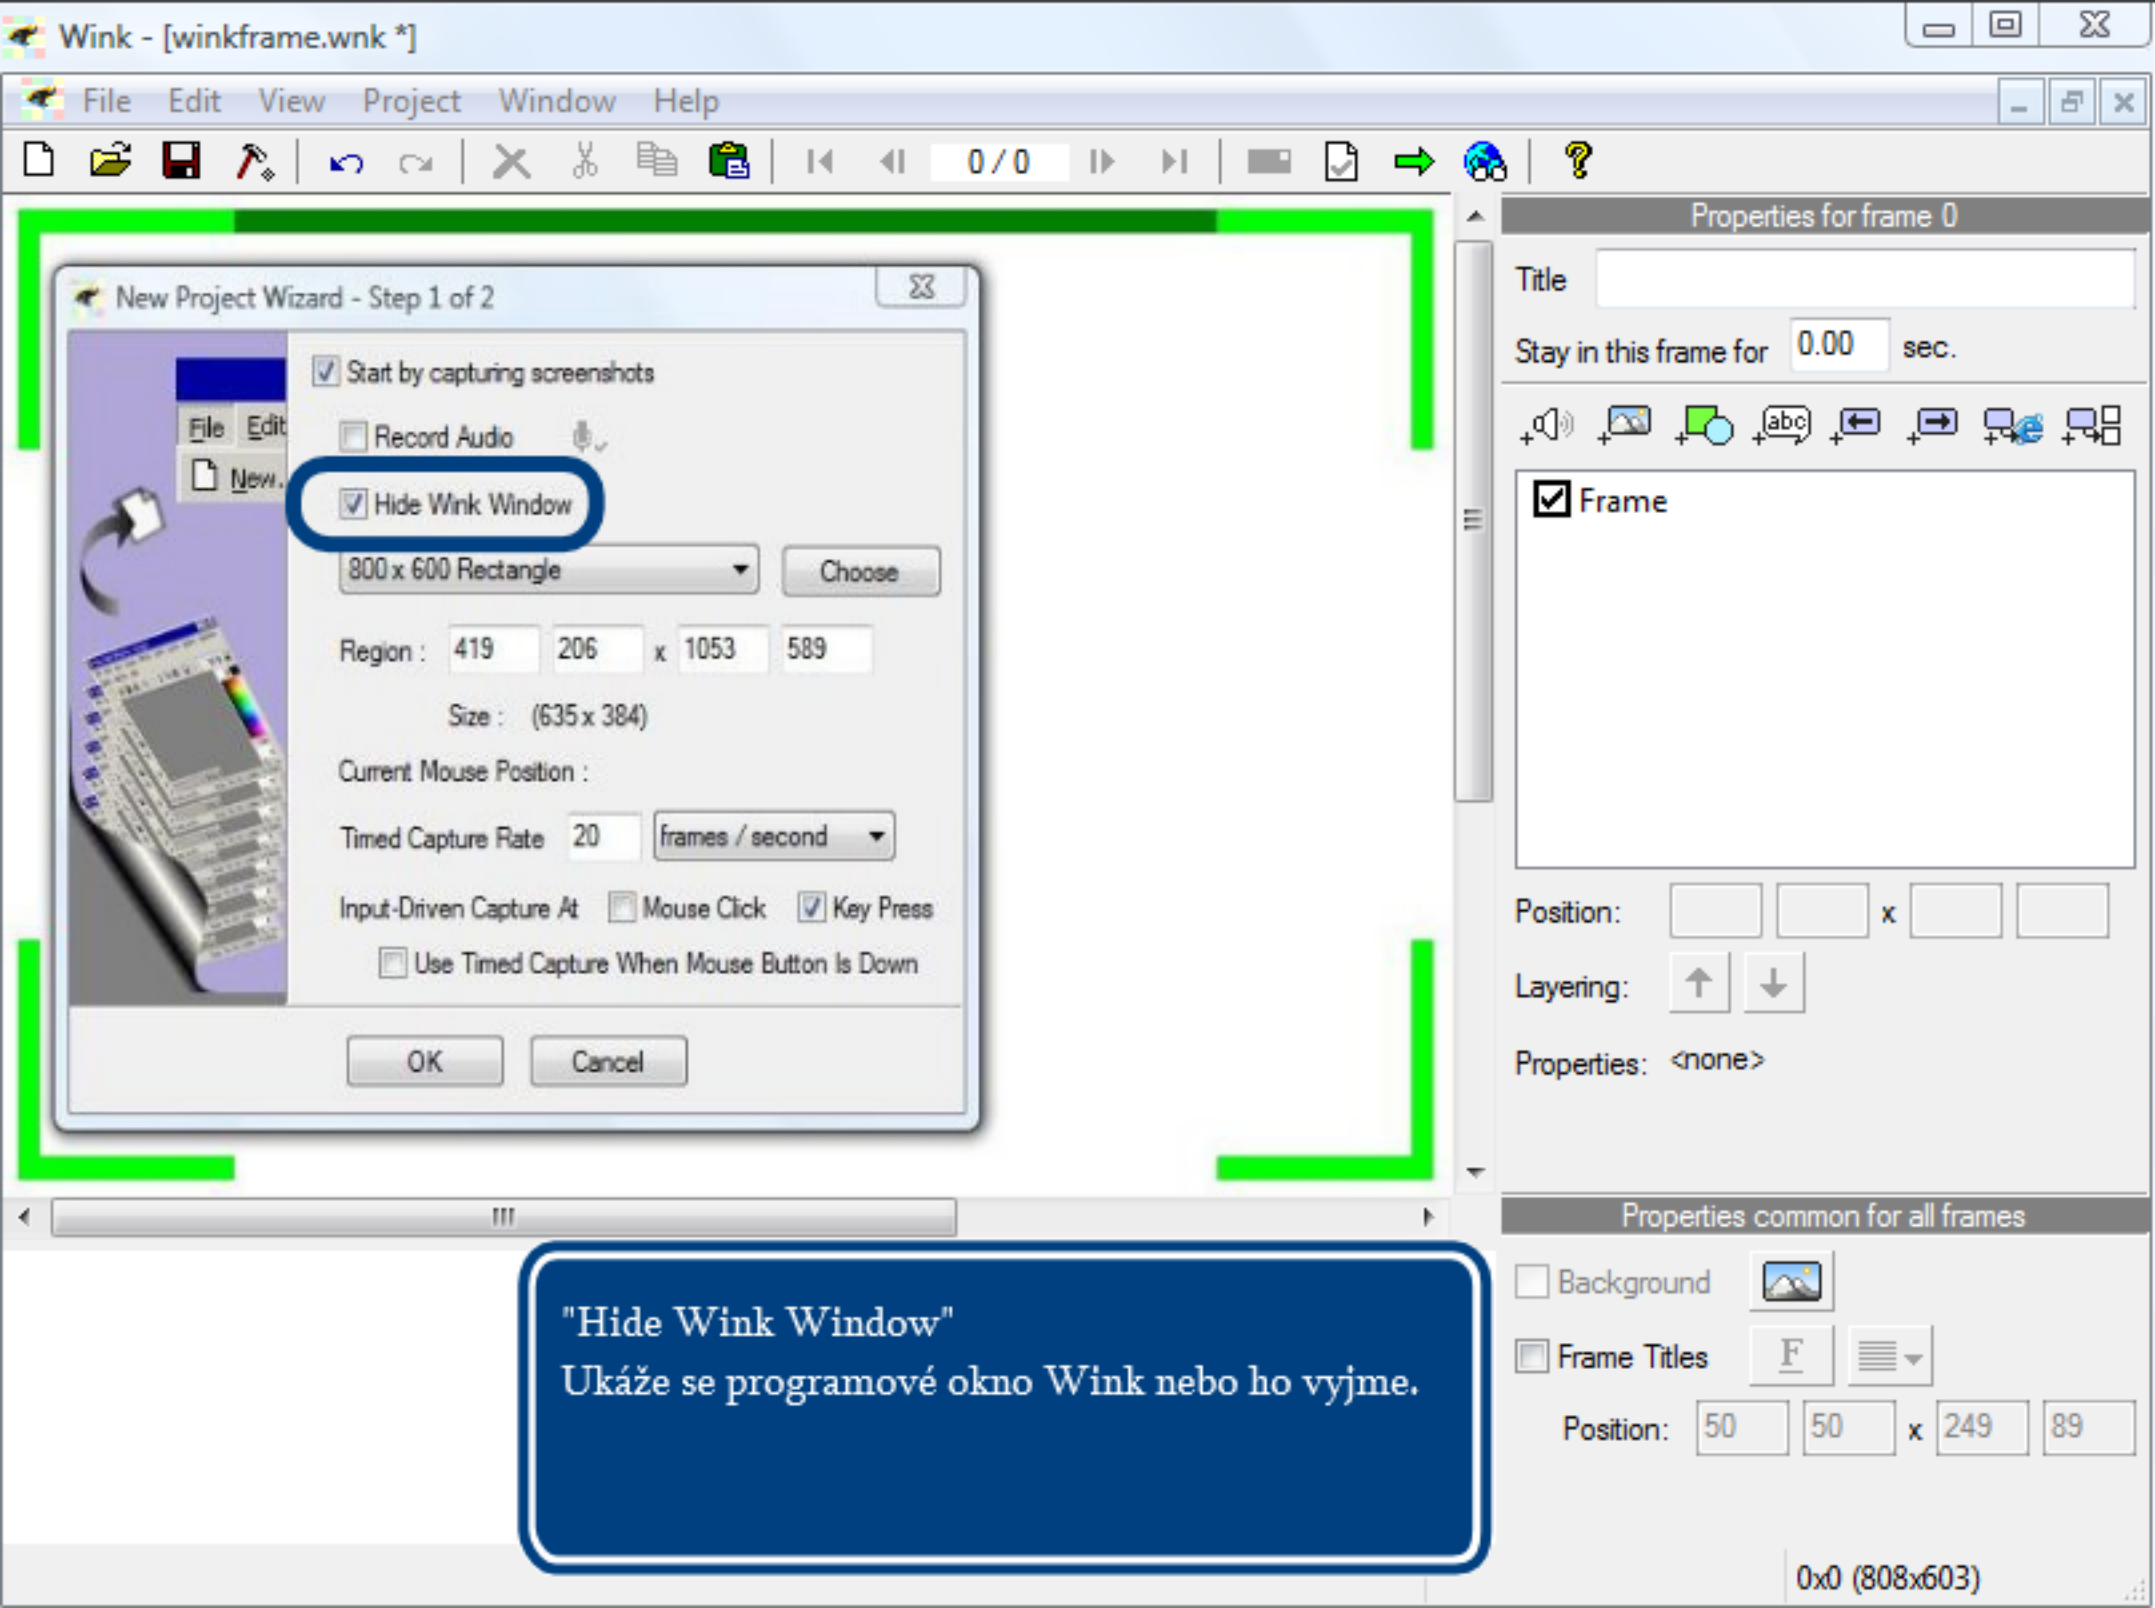 Wink - [winkframe.wnk *]
File Edit View Project Window Help
0 / 0
New Project Wizard - Step 1 of 2
File Edit
New.
Start by capturing screenshots
Record Audio
Hide Wink Window
800 x 600 Rectangle
Choose
Region : 419 206 x 1053 589
Size : (635 x 384)
Current Mouse Position :
Timed Capture Rate 20 frames / second
Input-Driven Capture At Mouse Click Key Press
Use Timed Capture When Mouse Button Is Down
OK Cancel
Properties for frame 0
Title
Stay in this frame for 0.00 sec.
abc
Frame
Position: x
Layering:
Properties: <none>
Properties common for all frames
Background
Frame Titles F
Position: 50 50 x 249 89
"Hide Wink Window"
Ukáže se programové okno Wink nebo ho vyjme.
0x0 (808x603)